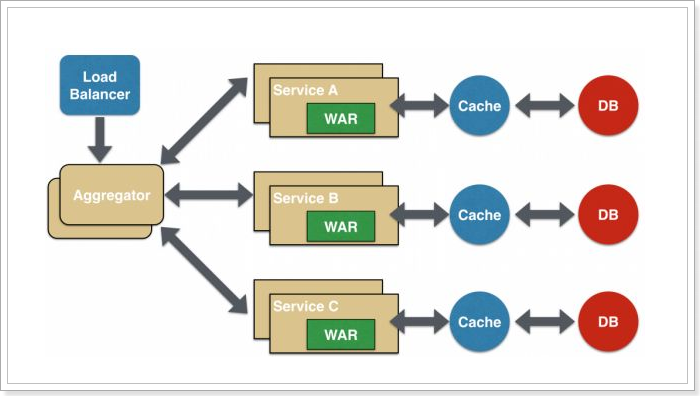 Load
Balancer
Aggregator
Service A
WAR
Cache
DB
Service B
WAR
Cache
DB
Service C
WAR
Cache
DB